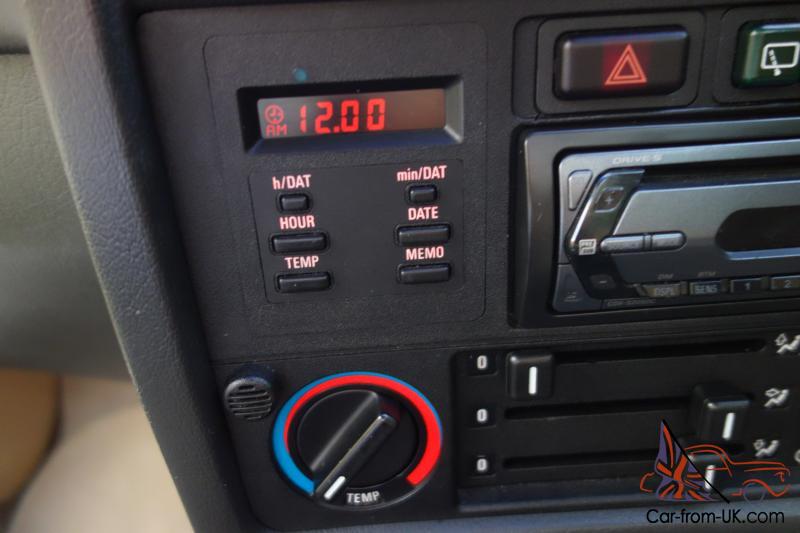 AM 12.00
h/DAT min/DAT
HOUR DATE
TEMP MEMO
DRIVE S
DSPL SENS 1 2
0
0
0
TEMP
Car-from-UK.com